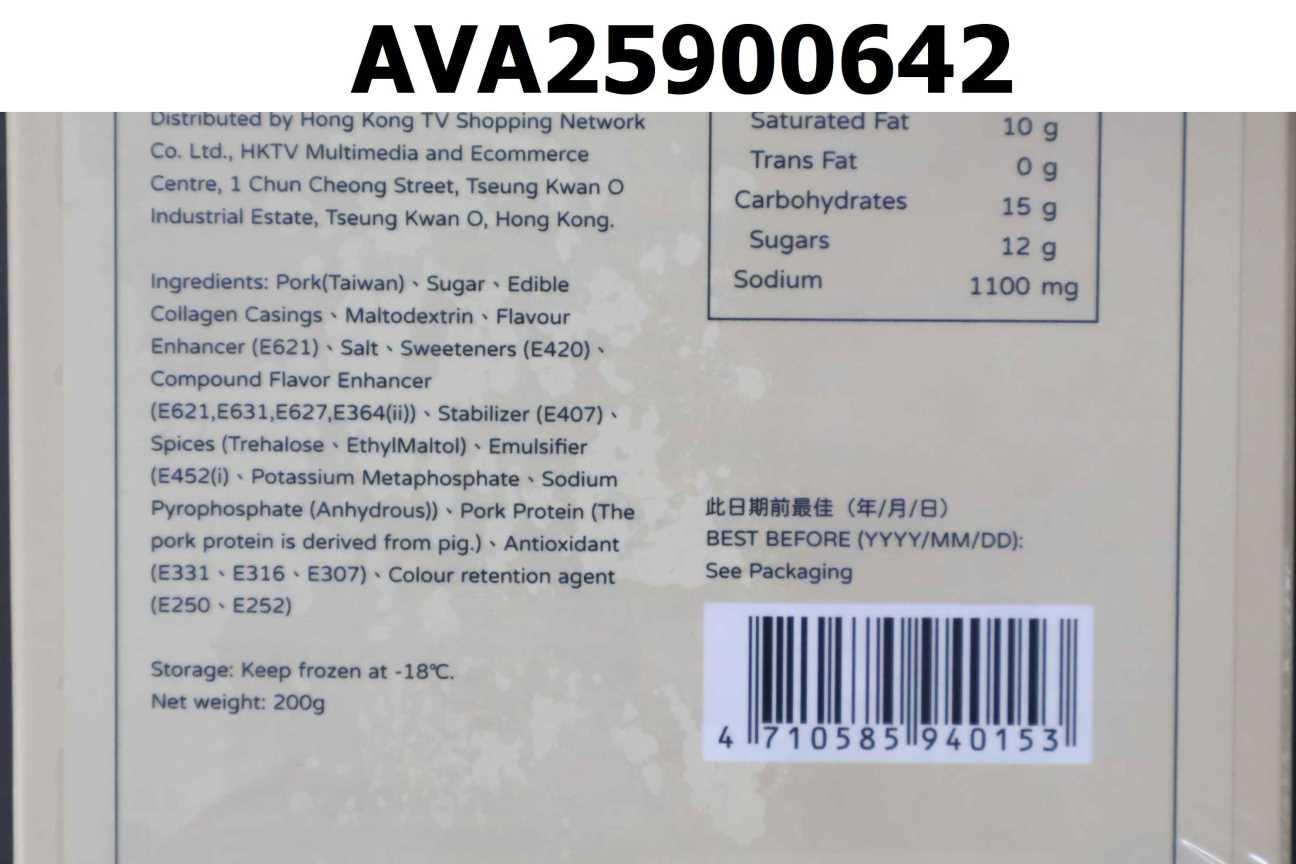 AVA25900642
Distributed by Hong Kong TV Shopping Network
Co. Ltd., HKTV Multimedia and Ecommerce
Centre, 1 Chun Cheong Street, Tseung Kwan O
Industrial Estate, Tseung Kwan O, Hong Kong.
Ingredients: Pork(Taiwan)、Sugar、Edible
Collagen Casings、Maltodextrin、Flavour
Enhancer (E621)、Salt、Sweeteners (E420)、
Compound Flavor Enhancer
(E621,E631,E627,E364(ii))、Stabilizer (E407)、
Spices (Trehalose、EthylMaltol)、Emulsifier
(E452(i)、Potassium Metaphosphate、Sodium
Pyrophosphate (Anhydrous))、Pork Protein (The
pork protein is derived from pig.)、Antioxidant
(E331、E316、E307)、Colour retention agent
(E250、E252)
Storage: Keep frozen at -18℃.
Net weight: 200g
Saturated Fat 10 g
Trans Fat 0 g
Carbohydrates 15 g
Sugars 12 g
Sodium 1100 mg
此日期前最佳（年/月/日）
BEST BEFORE (YYYY/MM/DD):
See Packaging
4 710585 940153